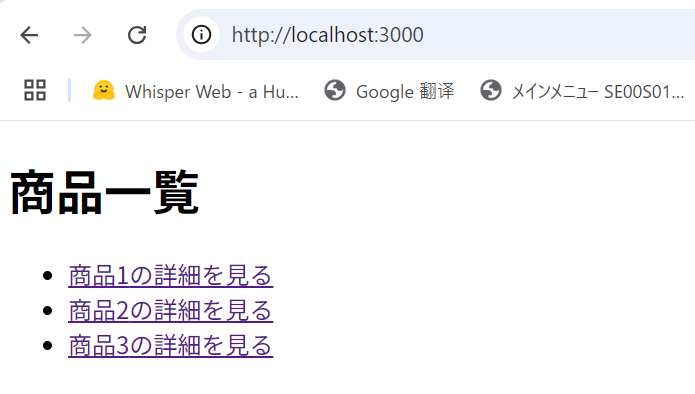 http://localhost:3000
Whisper Web - a Hu... Google 翻译 メインメニュー SE00S01...
商品一覧
商品1の詳細を見る
商品2の詳細を見る
商品3の詳細を見る